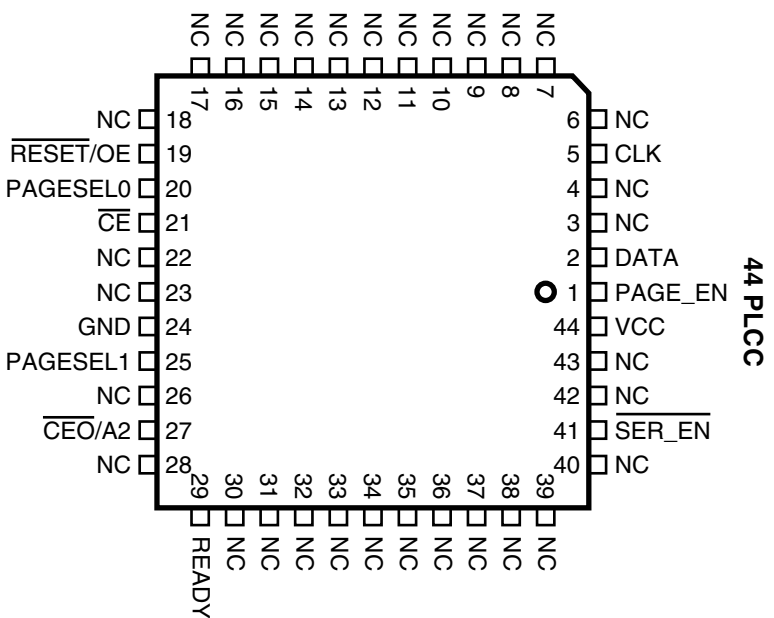 NC NC NC NC NC NC NC NC NC NC NC
17 16 15 14 13 12 11 10 9 8 7
NC 18 6 NC
RESET/OE 19 5 CLK
PAGESEL0 20 4 NC
CE 21 3 NC
NC 22 2 DATA
NC 23 1 PAGE_EN
GND 24 44 VCC
PAGESEL1 25 43 NC
NC 26 42 NC
CEO/A2 27 41 SER_EN
NC 28 40 NC
29 30 31 32 33 34 35 36 37 38 39
READY NC NC NC NC NC NC NC NC NC NC
44 PLCC